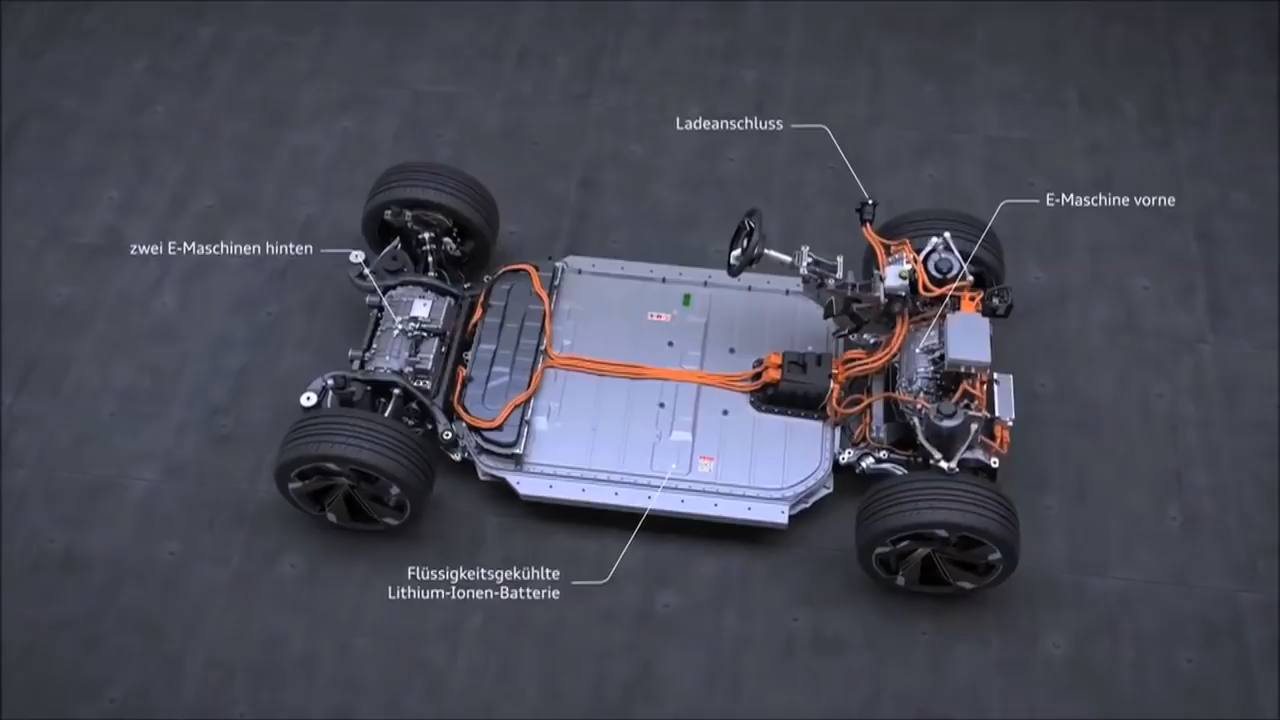 Ladeanschluss
E-Maschine vorne
zwei E-Maschinen hinten
Flüssigkeitsgekühlte
Lithium-Ionen-Batterie